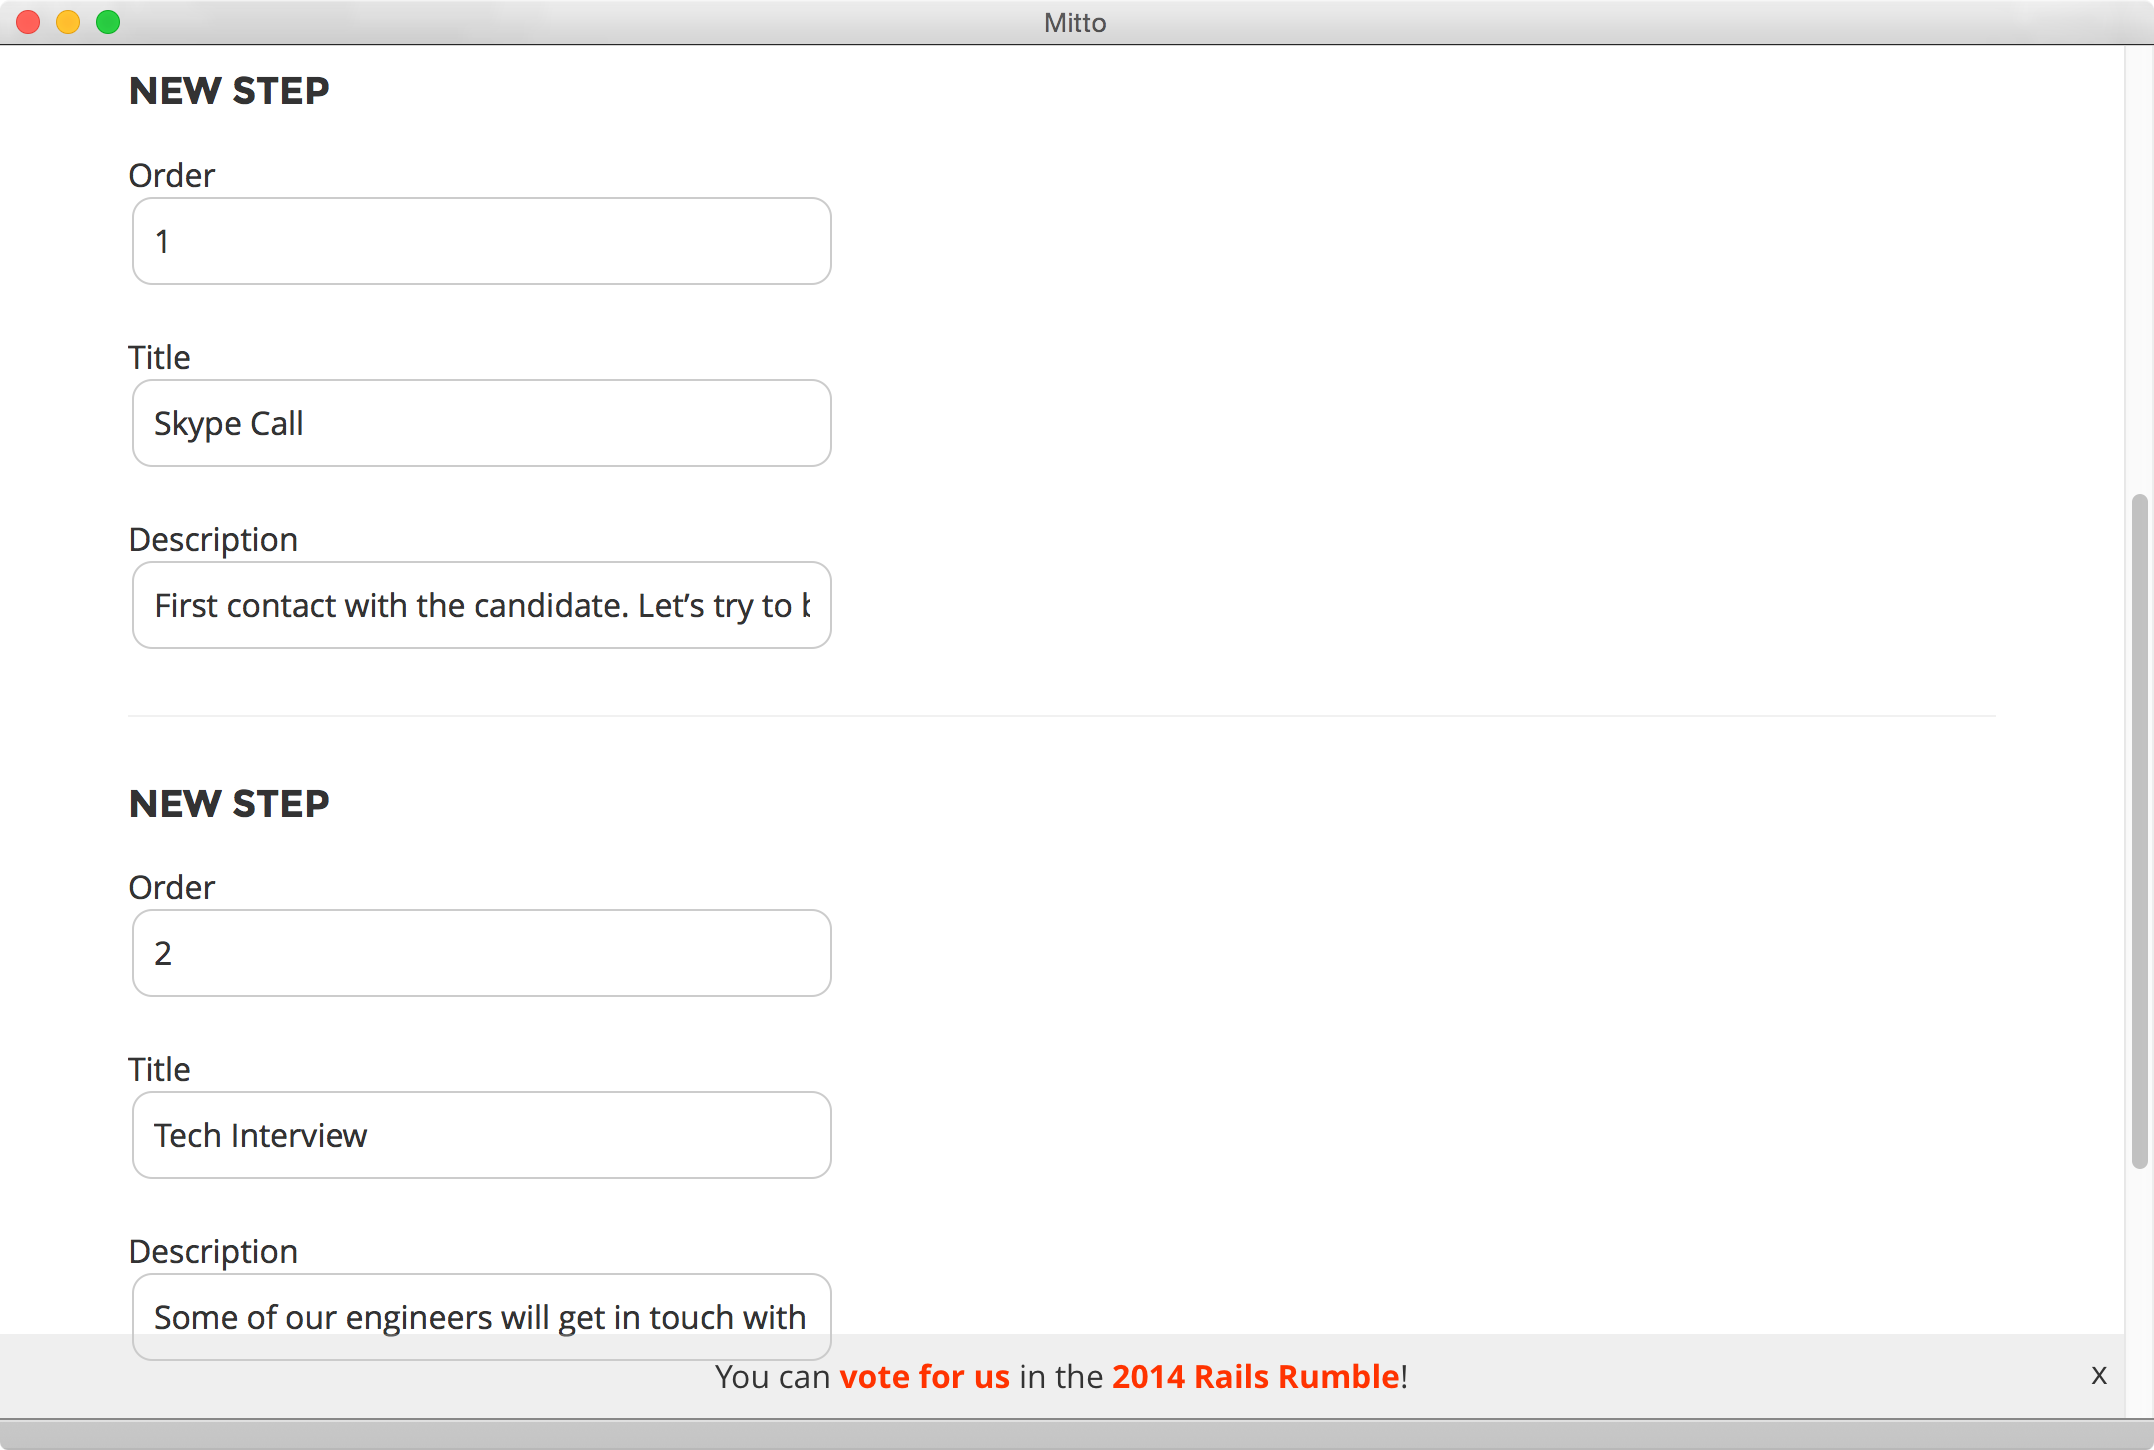 Mitto
NEW STEP
Order
1
Title
Skype Call
Description
First contact with the candidate. Let’s try to
NEW STEP
Order
2
Title
Tech Interview
Description
Some of our engineers will get in touch with
You can vote for us in the 2014 Rails Rumble!
x